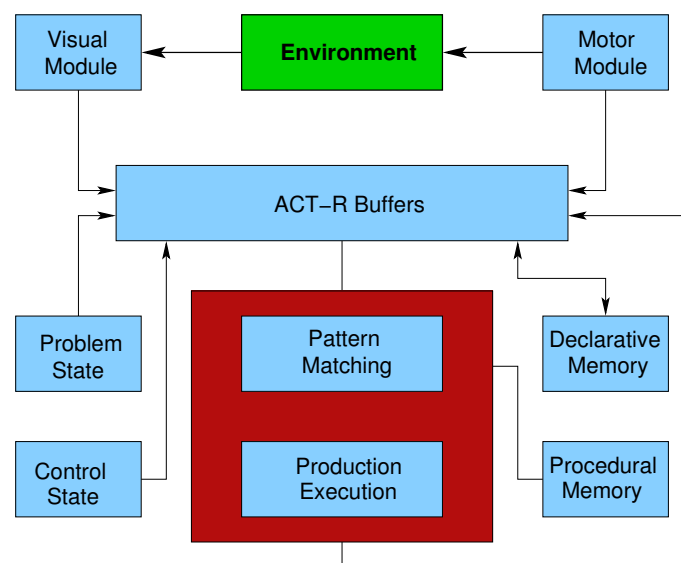 Visual
Module
Environment
Motor
Module
ACT−R Buffers
Problem
State
Pattern
Matching
Declarative
Memory
Control
State
Production
Execution
Procedural
Memory